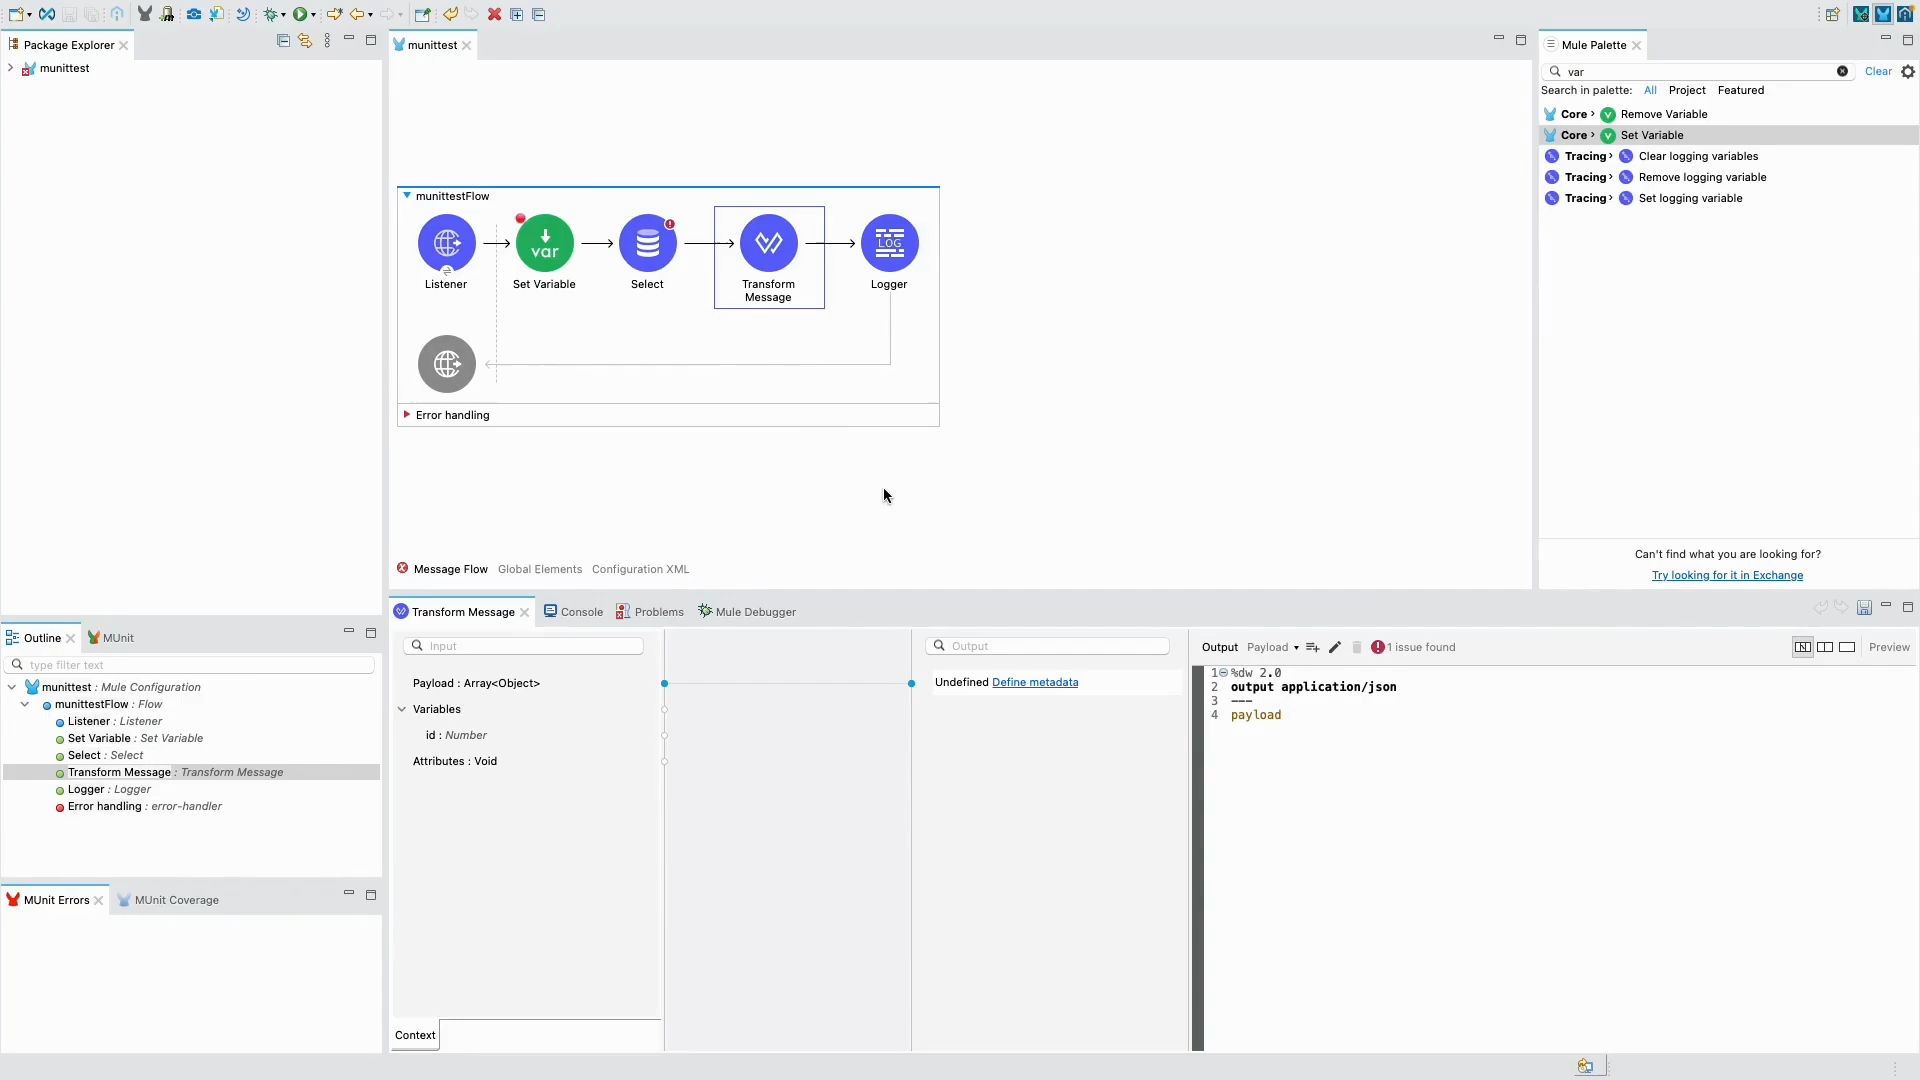 Package Explorer
munittest
munittest
munittestFlow
var
LOG
Listener
Set Variable
Select
Transform
Message
Logger
Error handling
Message Flow
Global Elements
Configuration XML
Mule Palette
var
Clear
Search in palette:
All
Project
Featured
Core › Remove Variable
Core › Set Variable
Tracing › Clear logging variables
Tracing › Remove logging variable
Tracing › Set logging variable
Can't find what you are looking for?
Try looking for it in Exchange
Outline
MUnit
type filter text
munittest : Mule Configuration
munittestFlow : Flow
Listener : Listener
Set Variable : Set Variable
Select : Select
Transform Message : Transform Message
Logger : Logger
Error handling : error-handler
MUnit Errors
MUnit Coverage
Transform Message
Console
Problems
Mule Debugger
Input
Payload : Array<Object>
Variables
id : Number
Attributes : Void
Context
Output
Undefined Define metadata
Output
Payload
1 issue found
Preview
1 %dw 2.0
2 output application/json
3 ---
4 payload